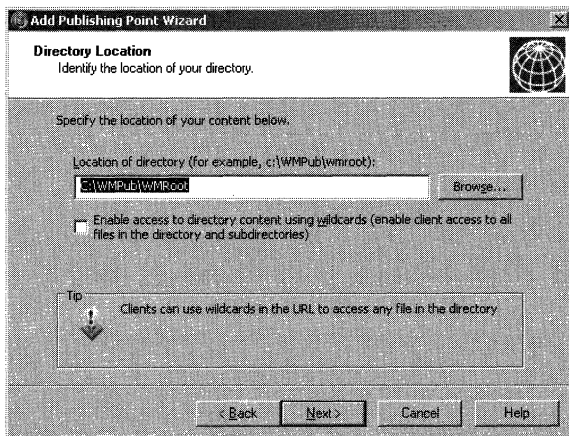 Add Publishing Point Wizard
Directory Location
Identify the location of your directory.
Specify the location of your content below.
Location of directory (for example, c:\WMPub\wmroot):
C:\WMPub\WMRoot
Browse...
Enable access to directory content using wildcards (enable client access to all
files in the directory and subdirectories)
Tip
Clients can use wildcards in the URL to access any file in the directory
< Back
Next >
Cancel
Help